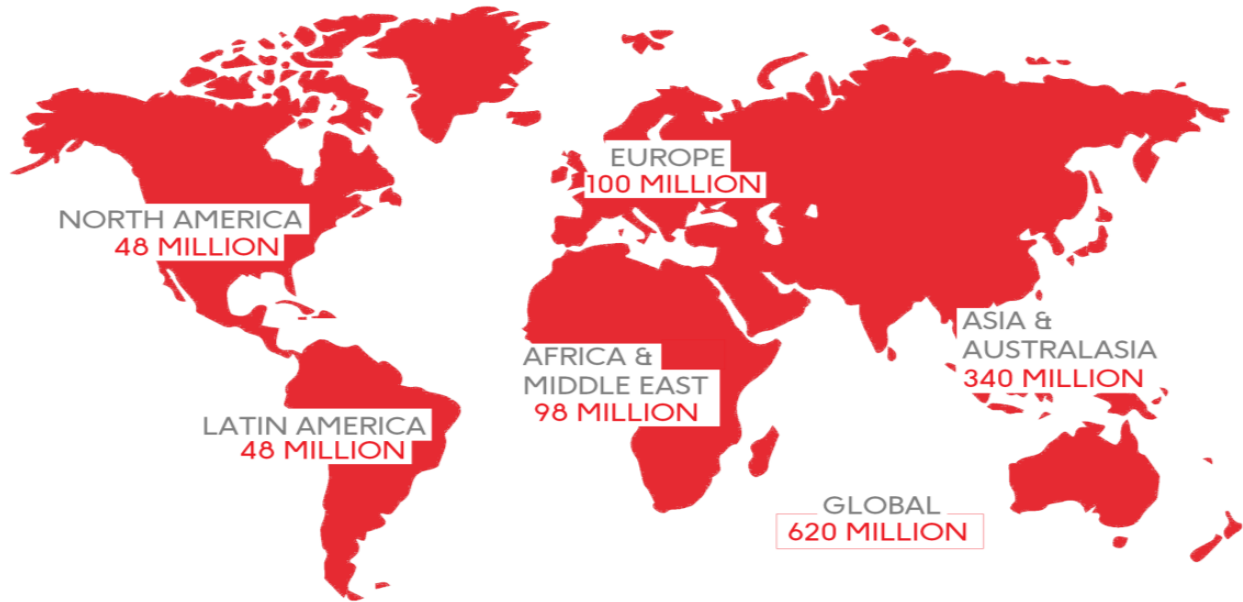 EUROPE
100 MILLION
NORTH AMERICA
48 MILLION
ASIA &
AUSTRALASIA
340 MILLION
AFRICA &
MIDDLE EAST
98 MILLION
LATIN AMERICA
48 MILLION
GLOBAL
620 MILLION